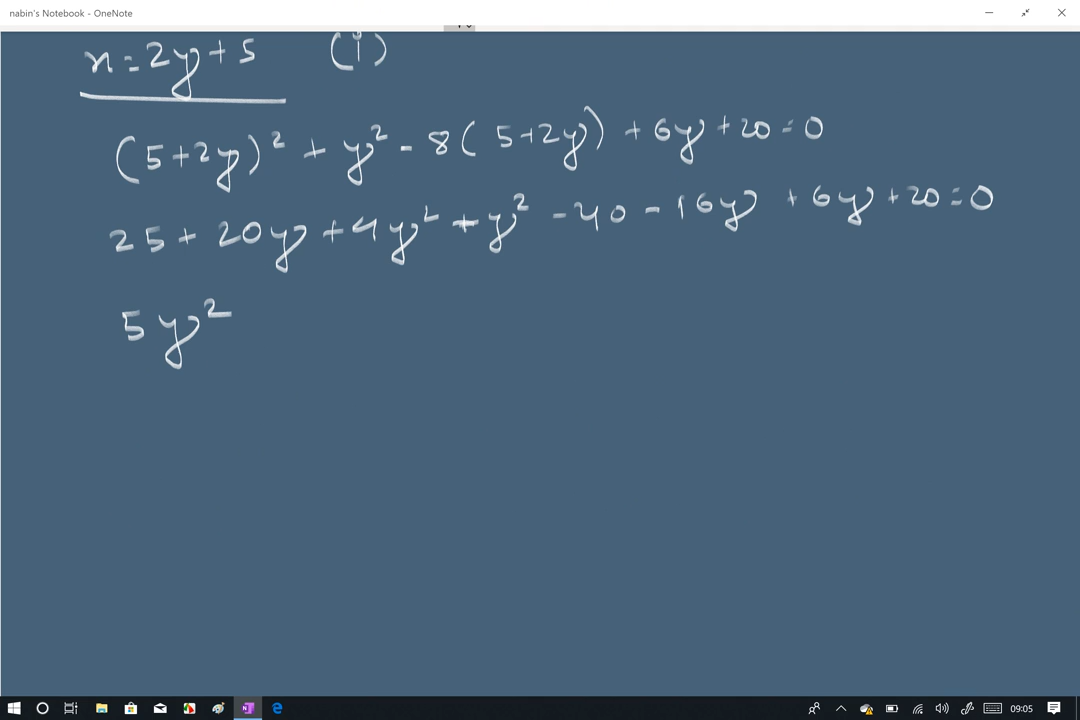 nabin's Notebook - OneNote
x=2y+5 (i)
(5+2y)² + y² - 8(5+2y) + 6y+20=0
25+20y+4y²+y²-40-16y+6y+20=0
5y²
09:05